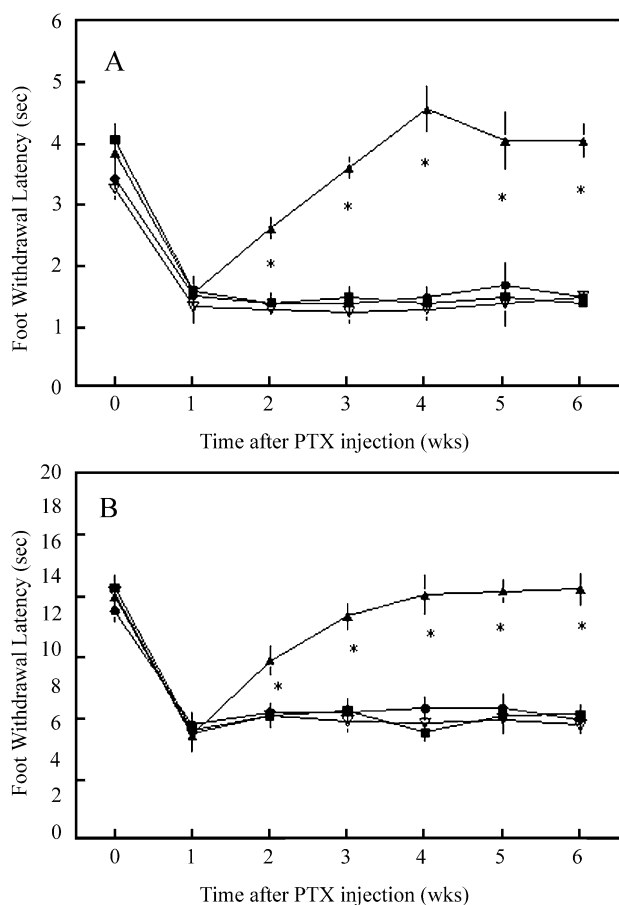 A
Foot Withdrawal Latency (sec)
6
5
4
3
2
1
0
* * * * *
0 1 2 3 4 5 6
Time after PTX injection (wks)
B
Foot Withdrawal Latency (sec)
20
18
16
14
12
10
8
6
4
2
0
* * * * *
0 1 2 3 4 5 6
Time after PTX injection (wks)